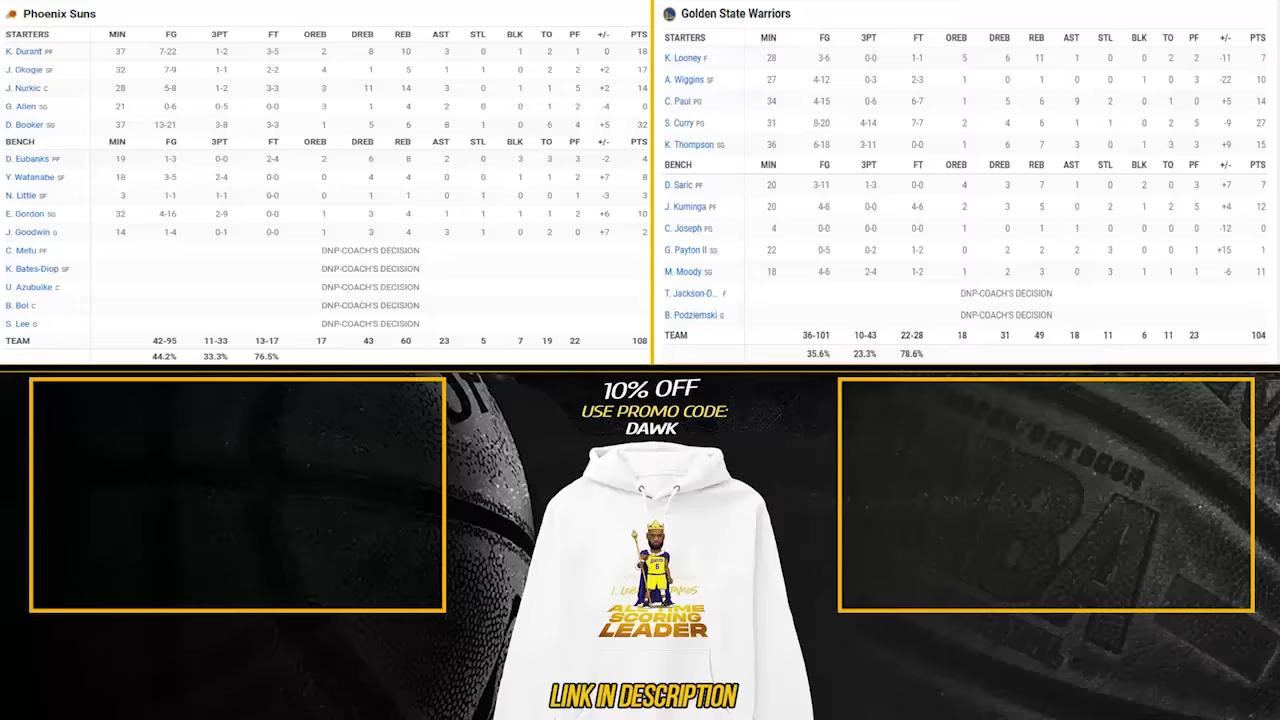 Phoenix Suns
STARTERS MIN FG 3PT FT OREB DREB REB AST STL BLK TO PF +/- PTS
K. Durant PF 37 7-22 1-2 3-5 2 8 10 3 0 1 2 1 0 18
J. Okogie SF 32 7-9 1-1 2-2 4 1 5 1 1 0 2 2 +2 17
J. Nurkic C 28 5-8 1-2 3-3 3 11 14 3 0 1 1 5 +2 14
G. Allen SG 21 0-6 0-5 0-0 3 1 4 2 0 0 1 2 -4 0
D. Booker SG 37 13-21 3-8 3-3 1 5 6 8 1 0 6 4 +5 32
BENCH MIN FG 3PT FT OREB DREB REB AST STL BLK TO PF +/- PTS
D. Eubanks PF 19 1-3 0-0 2-4 2 6 8 2 0 3 3 3 -2 4
Y. Watanabe SF 18 3-5 2-4 0-0 0 4 4 0 0 1 1 2 +7 8
N. Little SF 3 1-1 1-1 0-0 0 1 1 0 1 0 0 0 -3 3
E. Gordon SG 32 4-16 2-9 0-0 1 3 4 1 1 1 1 2 +6 10
J. Goodwin G 14 1-4 0-1 0-0 1 3 4 3 1 0 2 0 +7 2
C. Metu PF DNP-COACH'S DECISION
K. Bates-Diop SF DNP-COACH'S DECISION
U. Azubuike C DNP-COACH'S DECISION
B. Bol C DNP-COACH'S DECISION
S. Lee G DNP-COACH'S DECISION
TEAM 42-95 11-33 13-17 17 43 60 23 5 7 19 22 108
44.2% 33.3% 76.5%
Golden State Warriors
STARTERS MIN FG 3PT FT OREB DREB REB AST STL BLK TO PF +/- PTS
K. Looney F 28 3-6 0-0 1-1 5 6 11 1 0 0 2 2 -11 7
A. Wiggins SF 27 4-12 0-3 2-3 1 0 1 0 0 1 0 3 -22 10
C. Paul PG 34 4-15 0-6 6-7 1 5 6 9 2 0 1 0 +5 14
S. Curry PG 31 8-20 4-14 7-7 2 4 6 1 1 0 2 5 -9 27
K. Thompson SG 36 6-18 3-11 0-0 1 6 7 3 0 1 3 3 +9 15
BENCH MIN FG 3PT FT OREB DREB REB AST STL BLK TO PF +/- PTS
D. Saric PF 20 3-11 1-3 0-0 4 3 7 1 0 2 0 3 +7 7
J. Kuminga PF 20 4-8 0-0 4-6 2 3 5 0 0 1 2 5 +4 12
C. Joseph PG 4 0-0 0-0 0-0 0 1 1 1 0 0 1 0 -12 0
G. Payton II SG 22 0-5 0-2 1-2 0 2 2 2 3 0 1 1 +15 1
M. Moody SG 18 4-6 2-4 1-2 1 2 3 0 3 1 1 1 -6 11
T. Jackson-D... F DNP-COACH'S DECISION
B. Podziemski G DNP-COACH'S DECISION
TEAM 36-101 10-43 22-28 18 31 49 18 11 6 11 23 104
35.6% 23.3% 78.6%
10% OFF
USE PROMO CODE:
DAWK
ALL TIME
SCORING
LEADER
LINK IN DESCRIPTION